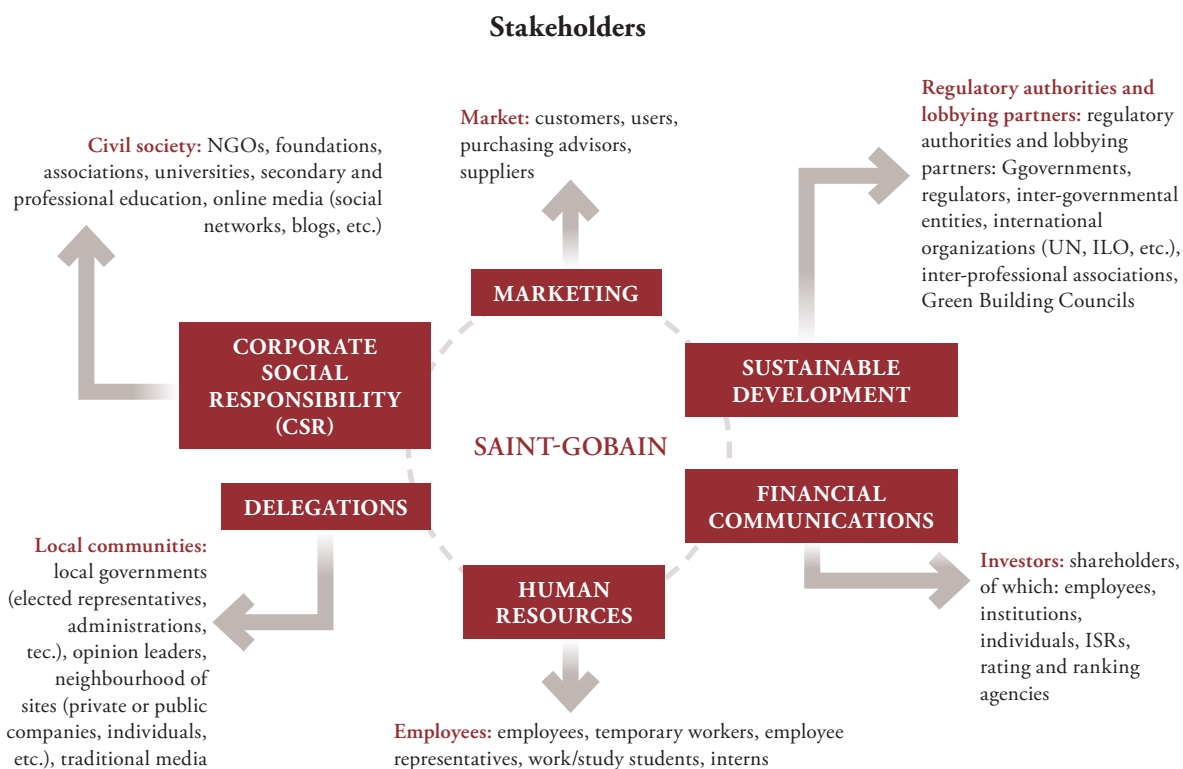 Stakeholders
Civil society: NGOs, foundations,
associations, universities, secondary and
professional education, online media (social
networks, blogs, etc.)
Market: customers, users,
purchasing advisors,
suppliers
Regulatory authorities and
lobbying partners: regulatory
authorities and lobbying
partners: Ggovernments,
regulators, inter-governmental
entities, international
organizations (UN, ILO, etc.),
inter-professional associations,
Green Building Councils
MARKETING
CORPORATE
SOCIAL
RESPONSIBILITY
(CSR)
SUSTAINABLE
DEVELOPMENT
SAINT-GOBAIN
DELEGATIONS
FINANCIAL
COMMUNICATIONS
HUMAN
RESOURCES
Local communities:
local governments
(elected representatives,
administrations,
tec.), opinion leaders,
neighbourhood of
sites (private or public
companies, individuals,
etc.), traditional media
Investors: shareholders,
of which: employees,
institutions,
individuals, ISRs,
rating and ranking
agencies
Employees: employees, temporary workers, employee
representatives, work/study students, interns